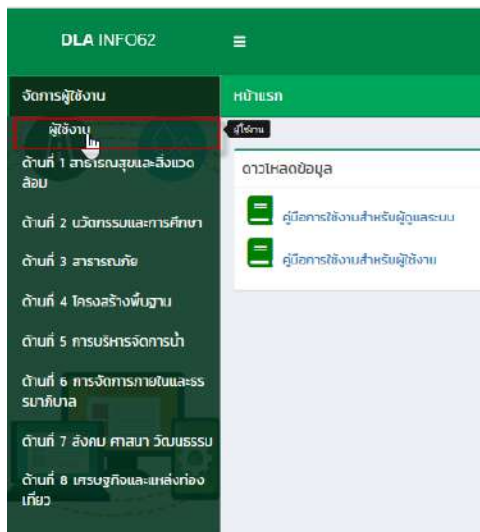 DLA INFO62
จัดการผู้ใช้งาน
หน้าแรก
ผู้ใช้งาน
ผู้ใช้งาน
ด้านที่ 1 สาธารณสุขและสิ่งแวด
ล้อม
ดาวโหลดข้อมูล
คู่มือการใช้งานสำหรับผู้ดูแลระบบ
ด้านที่ 2 นวัตกรรมและการศึกษา
คู่มือการใช้งานสำหรับผู้ใช้งาน
ด้านที่ 3 สาธารณภัย
ด้านที่ 4 โครงสร้างพื้นฐาน
ด้านที่ 5 การบริหารจัดการน้ำ
ด้านที่ 6 การจัดการภายในและธร
รมาภิบาล
ด้านที่ 7 สังคม ศาสนา วัฒนธรรม
ด้านที่ 8 เศรษฐกิจและแหล่งท่อง
เที่ยว